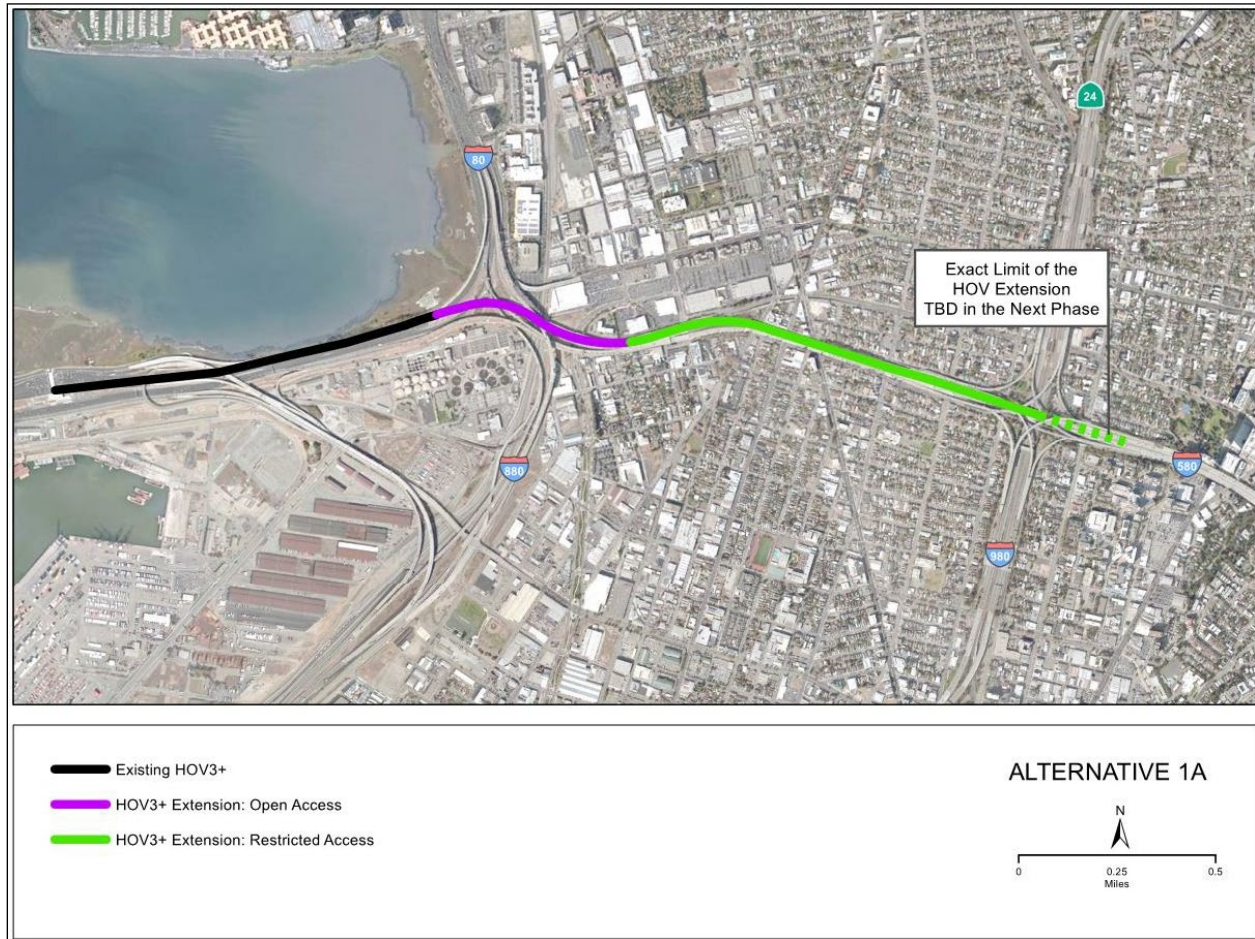 24
80
Exact Limit of the
HOV Extension
TBD in the Next Phase
580
880
980
Existing HOV3+
HOV3+ Extension: Open Access
HOV3+ Extension: Restricted Access
ALTERNATIVE 1A
N
0 0.25 0.5
Miles